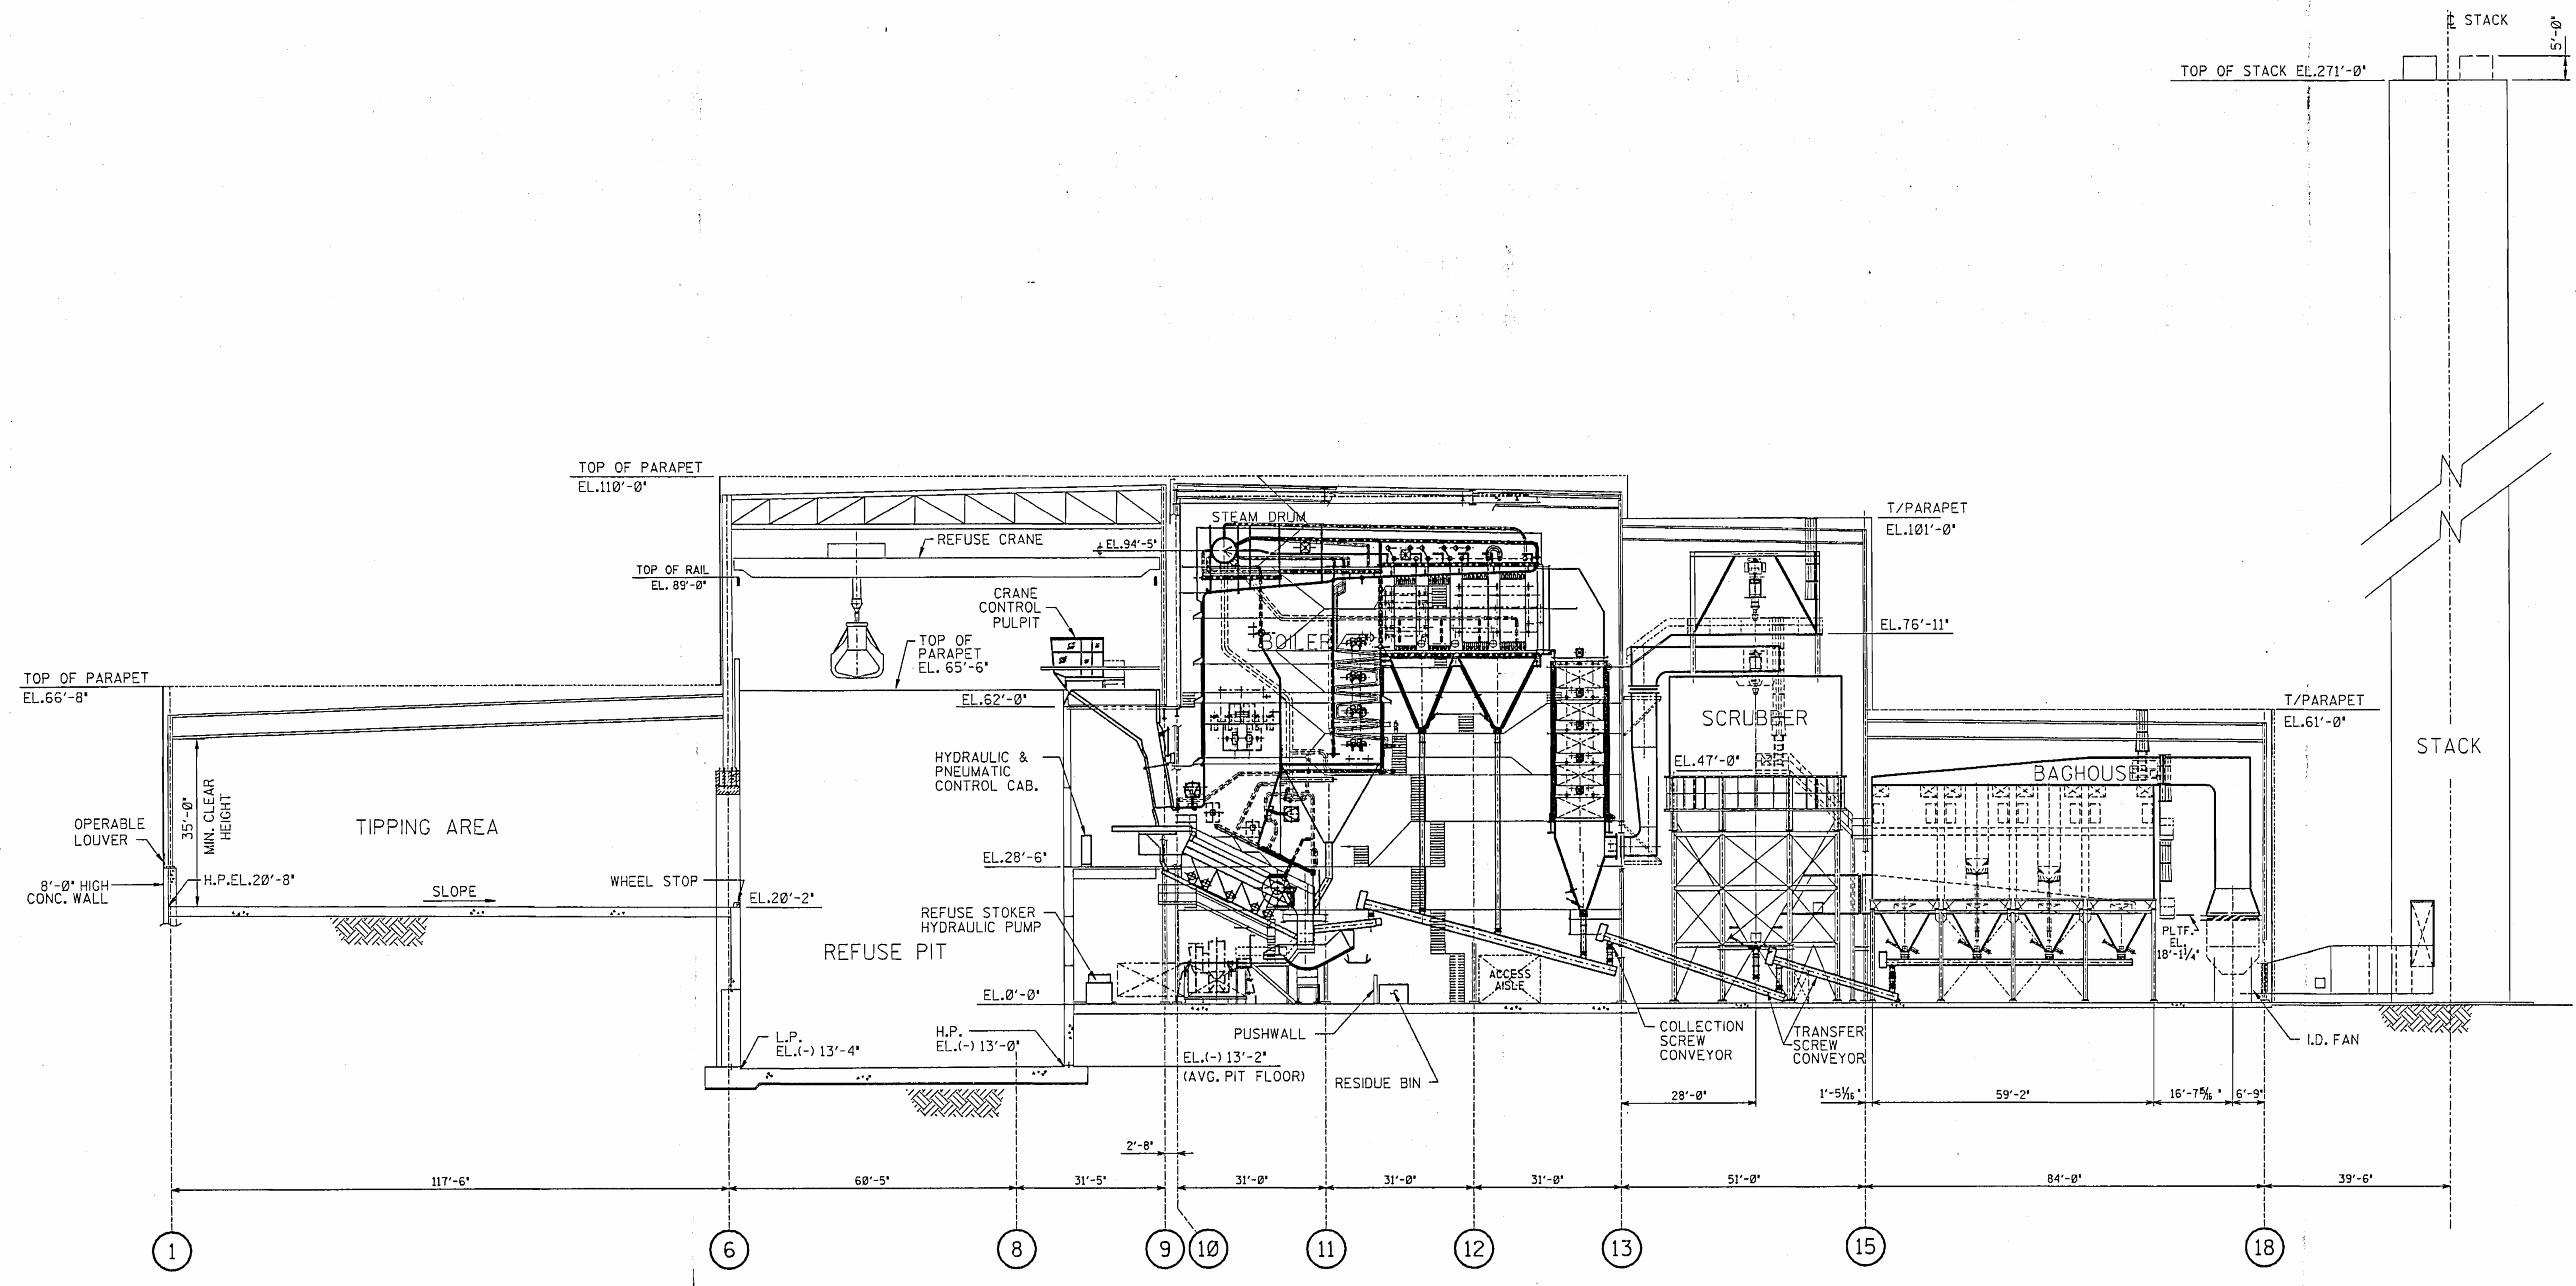 ℄ STACK
5'-0"
TOP OF STACK EL.271'-0"
TOP OF PARAPET
EL.110'-0"
STEAM DRUM
T/PARAPET
EL.101'-0"
REFUSE CRANE
℄ EL.94'-5"
TOP OF RAIL
EL. 89'-0"
CRANE
CONTROL
PULPIT
TOP OF
PARAPET
EL. 65'-6"
BOILER
EL.76'-11"
TOP OF PARAPET
EL.66'-8"
EL.62'-0"
T/PARAPET
EL.61'-0"
SCRUBBER
STACK
HYDRAULIC &
PNEUMATIC
CONTROL CAB.
EL.47'-0"
BAGHOUSE
35'-0"
MIN. CLEAR
HEIGHT
OPERABLE
LOUVER
TIPPING AREA
EL.28'-6"
8'-0" HIGH
CONC. WALL
H.P.EL.20'-8"
SLOPE
WHEEL STOP
EL.20'-2"
REFUSE STOKER
HYDRAULIC PUMP
REFUSE PIT
PLTF.
EL.
18'-1¼"
ACCESS
AISLE
EL.0'-0"
L.P.
EL.(-) 13'-4"
H.P.
EL.(-) 13'-0"
PUSHWALL
COLLECTION
SCREW
CONVEYOR
TRANSFER
SCREW
CONVEYOR
I.D. FAN
EL.(-) 13'-2"
(AVG. PIT FLOOR)
RESIDUE BIN
28'-0"
1'-5 1/16"
59'-2"
16'-7 5/16 "
6'-9"
2'-8"
117'-6"
60'-5"
31'-5"
31'-0"
31'-0"
31'-0"
51'-0"
84'-0"
39'-6"
1
6
8
9
10
11
12
13
15
18